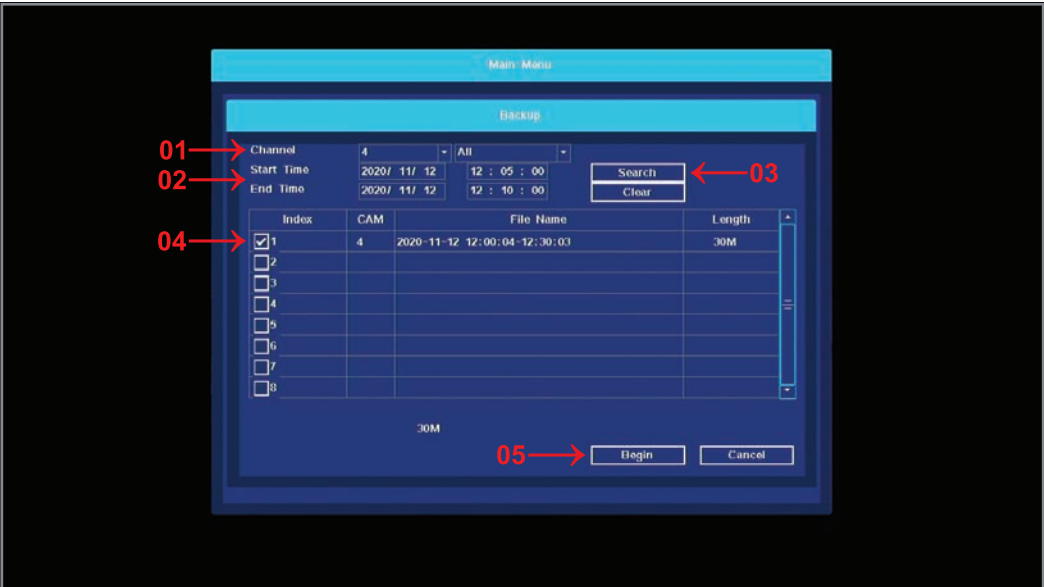 Main Menu
Backup
01 Channel 4 All
Start Time 2020/ 11/ 12 12 : 05 : 00 Search 03
02
End Time 2020/ 11/ 12 12 : 10 : 00 Clear
Index CAM File Name Length
04 1 4 2020-11-12 12:00:04-12:30:03 30M
2
3
4
5
6
7
8
30M
05 Begin Cancel